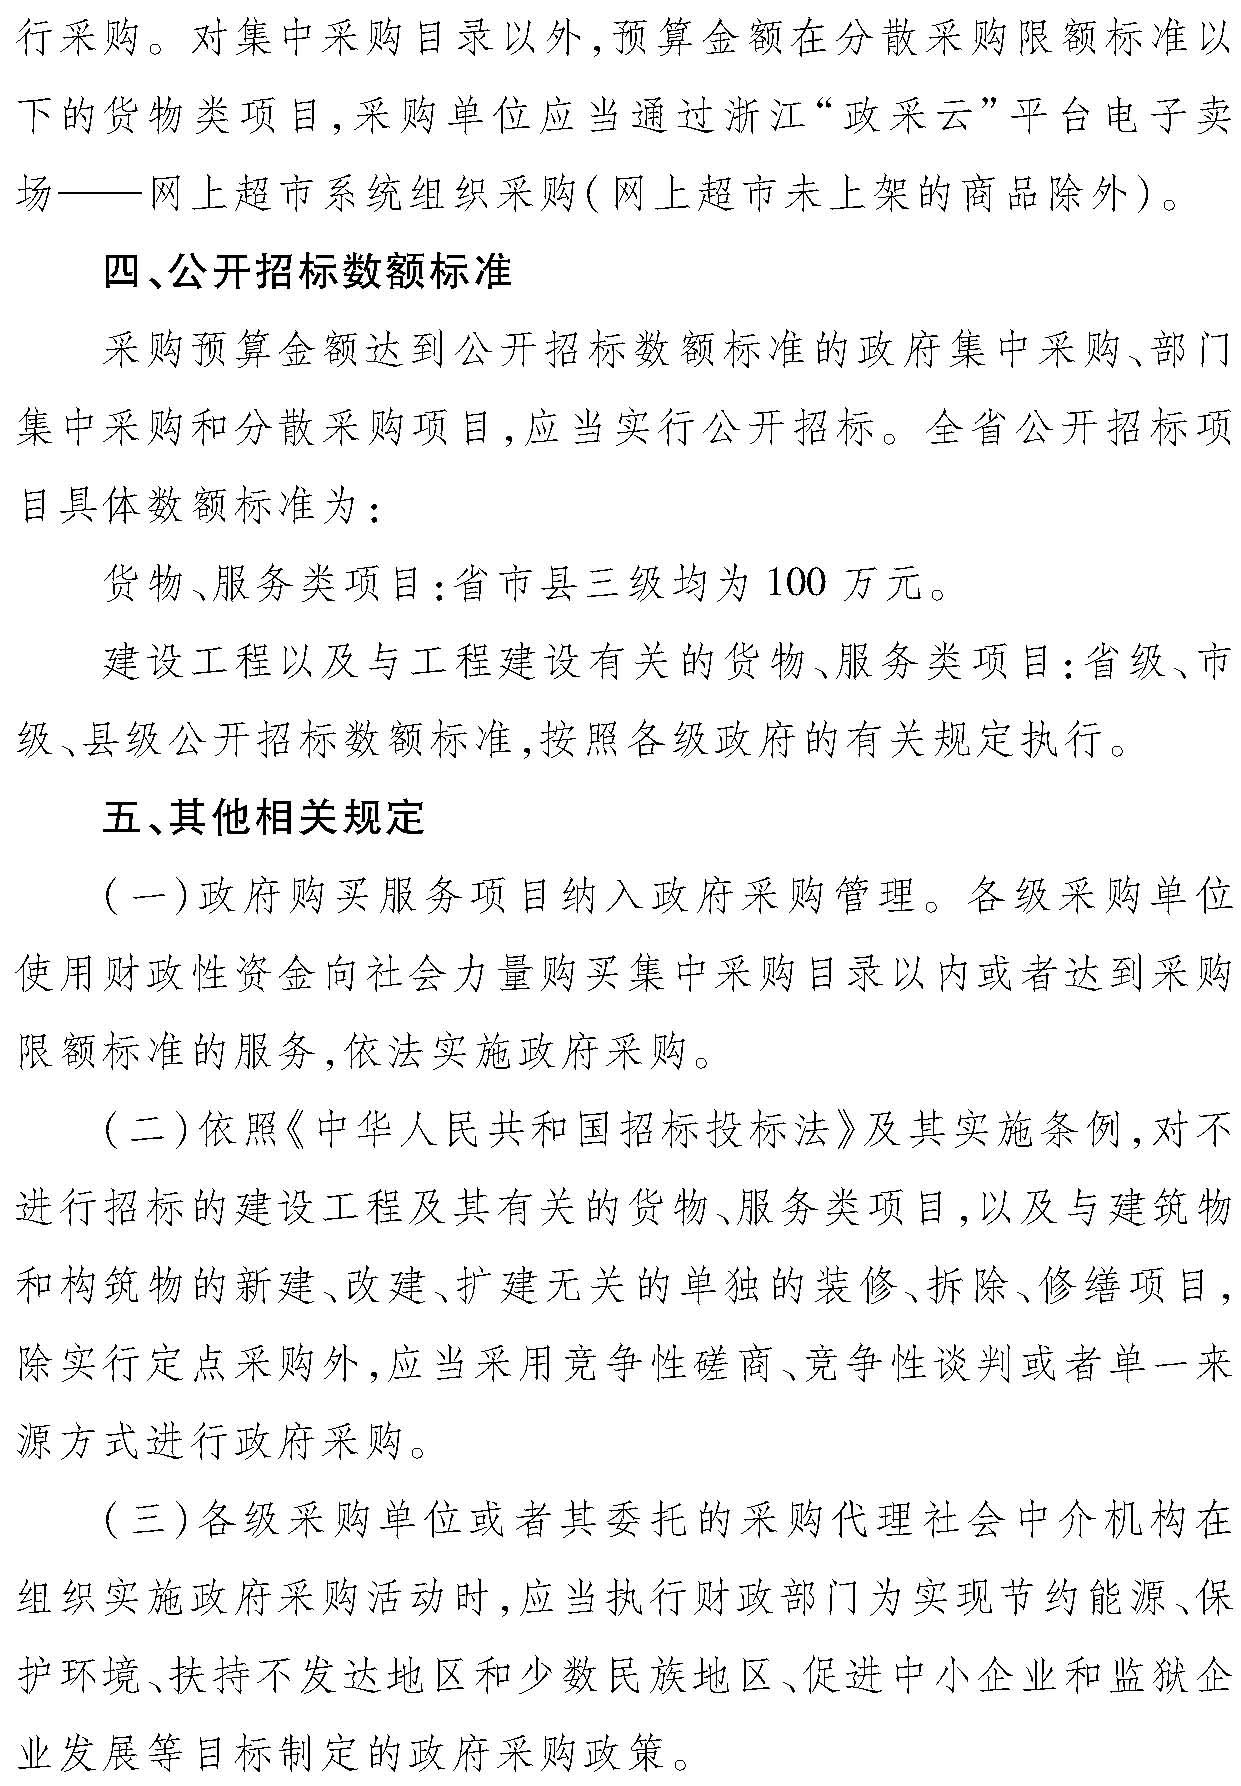 行采购。对集中采购目录以外,预算金额在分散采购限额标准以
下的货物类项目,采购单位应当通过浙江“政采云”平台电子卖
场——网上超市系统组织采购(网上超市未上架的商品除外)。
四、公开招标数额标准
采购预算金额达到公开招标数额标准的政府集中采购、部门
集中采购和分散采购项目,应当实行公开招标。全省公开招标项
目具体数额标准为:
货物、服务类项目:省市县三级均为 100 万元。
建设工程以及与工程建设有关的货物、服务类项目:省级、市
级、县级公开招标数额标准,按照各级政府的有关规定执行。
五、其他相关规定
(一)政府购买服务项目纳入政府采购管理。各级采购单位
使用财政性资金向社会力量购买集中采购目录以内或者达到采购
限额标准的服务,依法实施政府采购。
(二)依照《中华人民共和国招标投标法》及其实施条例,对不
进行招标的建设工程及其有关的货物、服务类项目,以及与建筑物
和构筑物的新建、改建、扩建无关的单独的装修、拆除、修缮项目,
除实行定点采购外,应当采用竞争性磋商、竞争性谈判或者单一来
源方式进行政府采购。
(三)各级采购单位或者其委托的采购代理社会中介机构在
组织实施政府采购活动时,应当执行财政部门为实现节约能源、保
护环境、扶持不发达地区和少数民族地区、促进中小企业和监狱企
业发展等目标制定的政府采购政策。